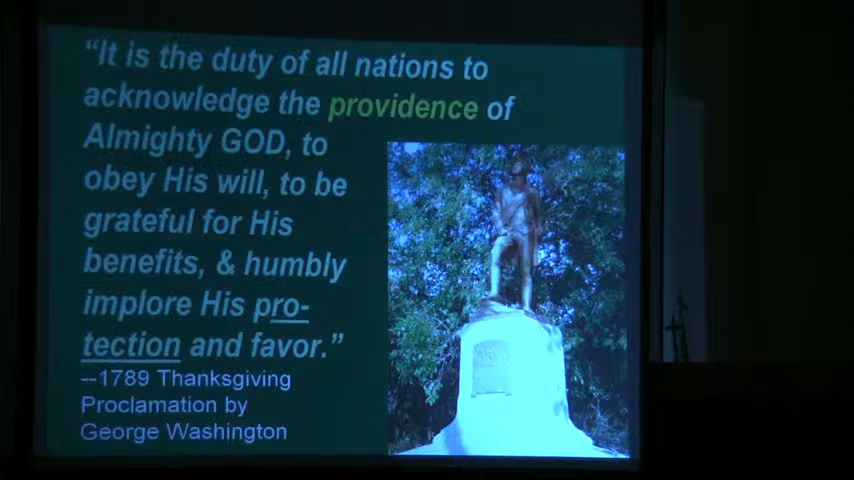 “It is the duty of all nations to
acknowledge the providence of
Almighty GOD, to
obey His will, to be
grateful for His
benefits, & humbly
implore His pro-
tection and favor.”
--1789 Thanksgiving
Proclamation by
George Washington